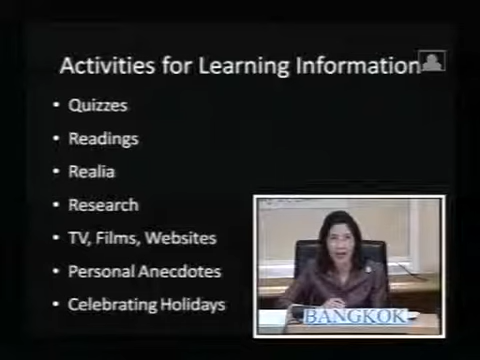 Activities for Learning Information
• Quizzes
• Readings
• Realia
• Research
• TV, Films, Websites
• Personal Anecdotes
• Celebrating Holidays
BANGKOK